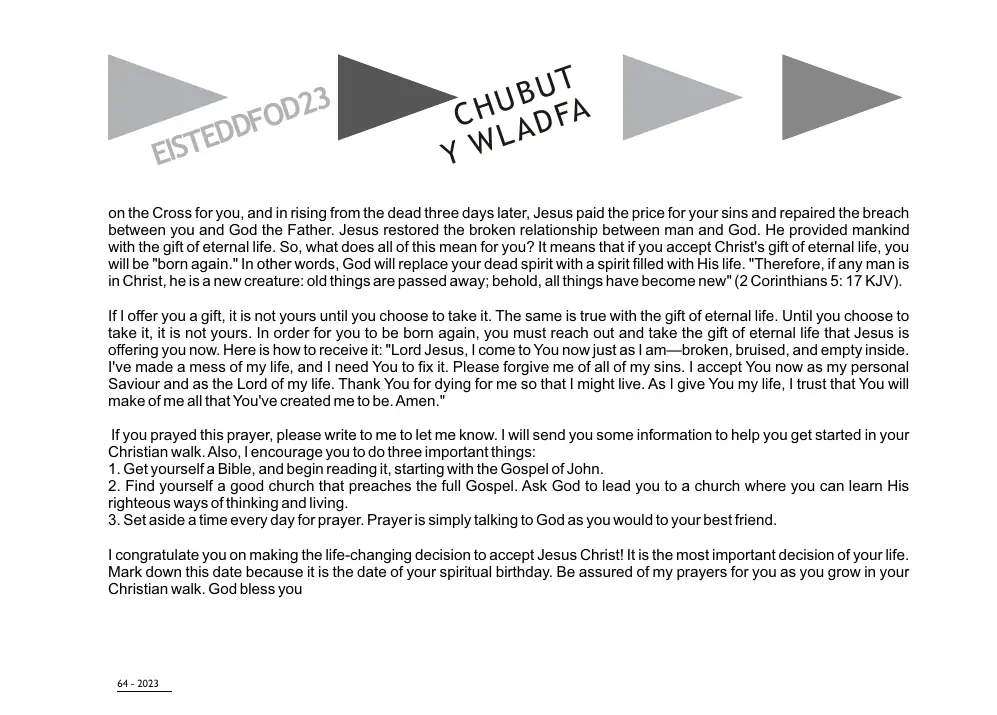 EISTEDDFOD23
CHUBUT
Y WLADFA
on the Cross for you, and in rising from the dead three days later, Jesus paid the price for your sins and repaired the breach
between you and God the Father. Jesus restored the broken relationship between man and God. He provided mankind
with the gift of eternal life. So, what does all of this mean for you? It means that if you accept Christ's gift of eternal life, you
will be "born again." In other words, God will replace your dead spirit with a spirit filled with His life. "Therefore, if any man is
in Christ, he is a new creature: old things are passed away; behold, all things have become new" (2 Corinthians 5: 17 KJV).
If I offer you a gift, it is not yours until you choose to take it. The same is true with the gift of eternal life. Until you choose to
take it, it is not yours. In order for you to be born again, you must reach out and take the gift of eternal life that Jesus is
offering you now. Here is how to receive it: "Lord Jesus, I come to You now just as I am—broken, bruised, and empty inside.
I've made a mess of my life, and I need You to fix it. Please forgive me of all of my sins. I accept You now as my personal
Saviour and as the Lord of my life. Thank You for dying for me so that I might live. As I give You my life, I trust that You will
make of me all that You've created me to be. Amen."
If you prayed this prayer, please write to me to let me know. I will send you some information to help you get started in your
Christian walk. Also, I encourage you to do three important things:
1. Get yourself a Bible, and begin reading it, starting with the Gospel of John.
2. Find yourself a good church that preaches the full Gospel. Ask God to lead you to a church where you can learn His
righteous ways of thinking and living.
3. Set aside a time every day for prayer. Prayer is simply talking to God as you would to your best friend.
I congratulate you on making the life-changing decision to accept Jesus Christ! It is the most important decision of your life.
Mark down this date because it is the date of your spiritual birthday. Be assured of my prayers for you as you grow in your
Christian walk. God bless you
64 - 2023